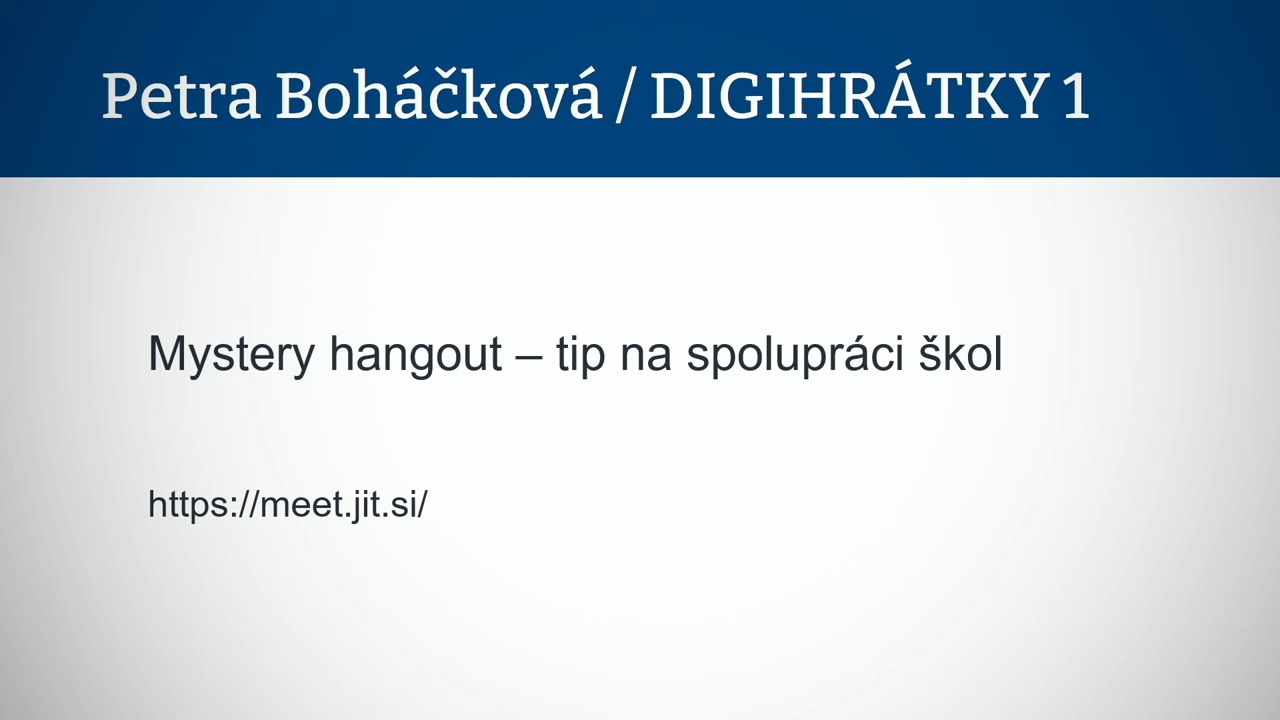 Petra Boháčková / DIGIHRÁTKY 1
Mystery hangout – tip na spolupráci škol
https://meet.jit.si/